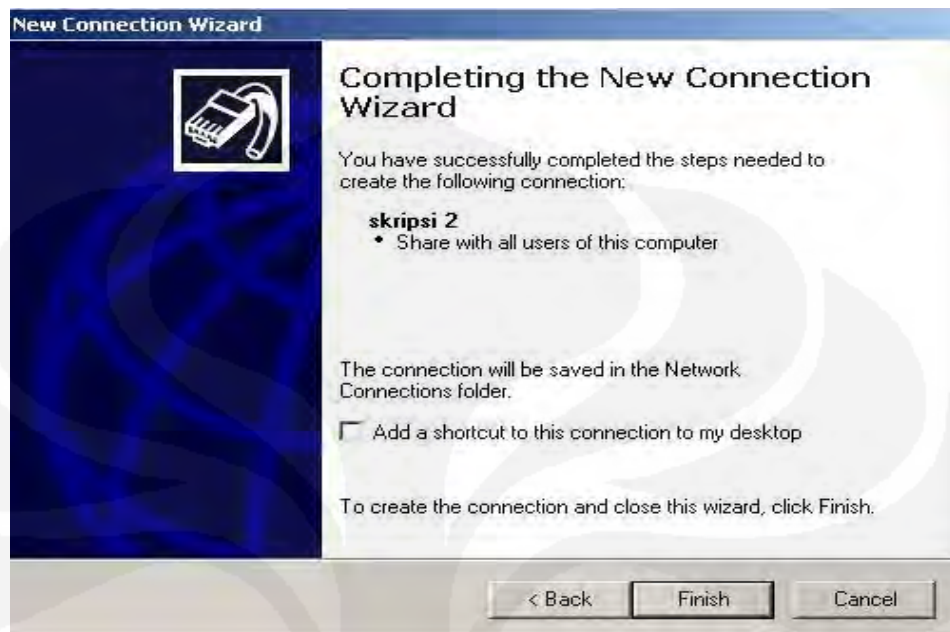 New Connection Wizard
Completing the New Connection
Wizard
You have successfully completed the steps needed to
create the following connection:
skripsi 2
• Share with all users of this computer
The connection will be saved in the Network
Connections folder.
Add a shortcut to this connection to my desktop
To create the connection and close this wizard, click Finish.
< Back Finish Cancel